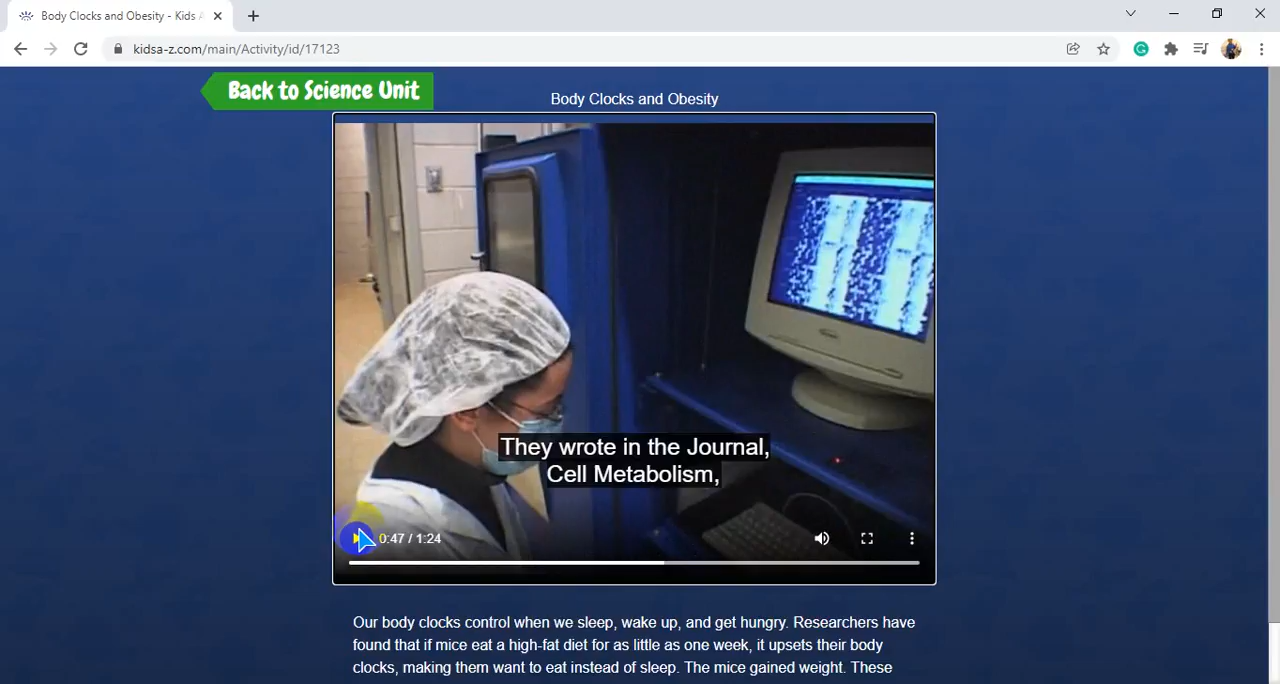 Body Clocks and Obesity - Kids A
kidsa-z.com/main/Activity/id/17123
Back to Science Unit
Body Clocks and Obesity
They wrote in the Journal,
Cell Metabolism,
0:47 / 1:24
Our body clocks control when we sleep, wake up, and get hungry. Researchers have
found that if mice eat a high-fat diet for as little as one week, it upsets their body
clocks, making them want to eat instead of sleep. The mice gained weight. These